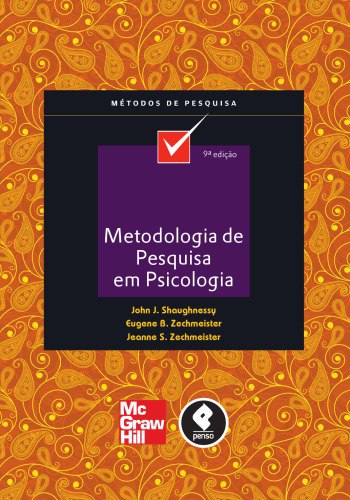 MÉTODOS DE PESQUISA
9ª edição
Metodologia de
Pesquisa
em Psicologia
John J. Shaughnessy
Eugene B. Zechmeister
Jeanne S. Zechmeister
Mc
Graw
Hill
penso